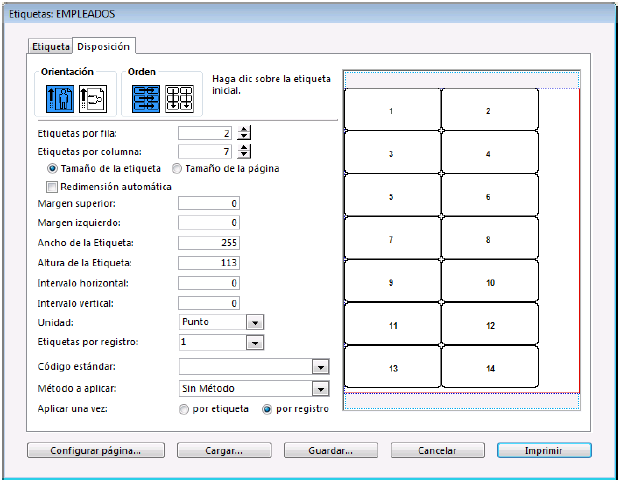 Etiquetas: EMPLEADOS
Etiqueta Disposición
Orientación Orden
Haga clic sobre la etiqueta
inicial.
Etiquetas por fila: 2
Etiquetas por columna: 7
Tamaño de la etiqueta Tamaño de la página
Redimensión automática
Margen superior: 0
Margen izquierdo: 0
Ancho de la Etiqueta: 255
Altura de la Etiqueta: 113
Intervalo horizontal: 0
Intervalo vertical: 0
Unidad: Punto
Etiquetas por registro: 1
Código estándar:
Método a aplicar: Sin Método
Aplicar una vez: por etiqueta por registro
1 2
3 4
5 6
7 8
9 10
11 12
13 14
Configurar página... Cargar... Guardar... Cancelar Imprimir